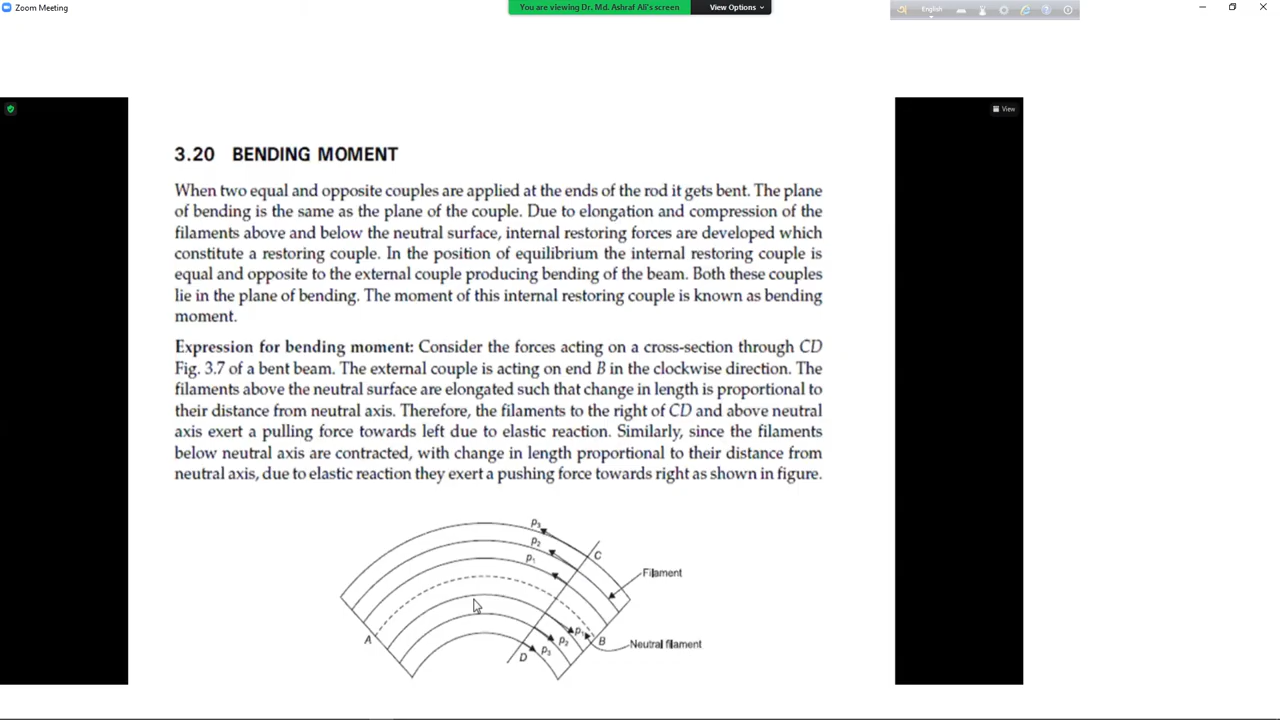 Zoom Meeting
You are viewing Dr. Md. Ashraf Ali's screen
View Options
English
View
3.20 BENDING MOMENT
When two equal and opposite couples are applied at the ends of the rod it gets bent. The plane
of bending is the same as the plane of the couple. Due to elongation and compression of the
filaments above and below the neutral surface, internal restoring forces are developed which
constitute a restoring couple. In the position of equilibrium the internal restoring couple is
equal and opposite to the external couple producing bending of the beam. Both these couples
lie in the plane of bending. The moment of this internal restoring couple is known as bending
moment.
Expression for bending moment: Consider the forces acting on a cross-section through CD
Fig. 3.7 of a bent beam. The external couple is acting on end B in the clockwise direction. The
filaments above the neutral surface are elongated such that change in length is proportional to
their distance from neutral axis. Therefore, the filaments to the right of CD and above neutral
axis exert a pulling force towards left due to elastic reaction. Similarly, since the filaments
below neutral axis are contracted, with change in length proportional to their distance from
neutral axis, due to elastic reaction they exert a pushing force towards right as shown in figure.
p3
p2
p1
C
Filament
A
p1
B
p2
Neutral filament
p3
D